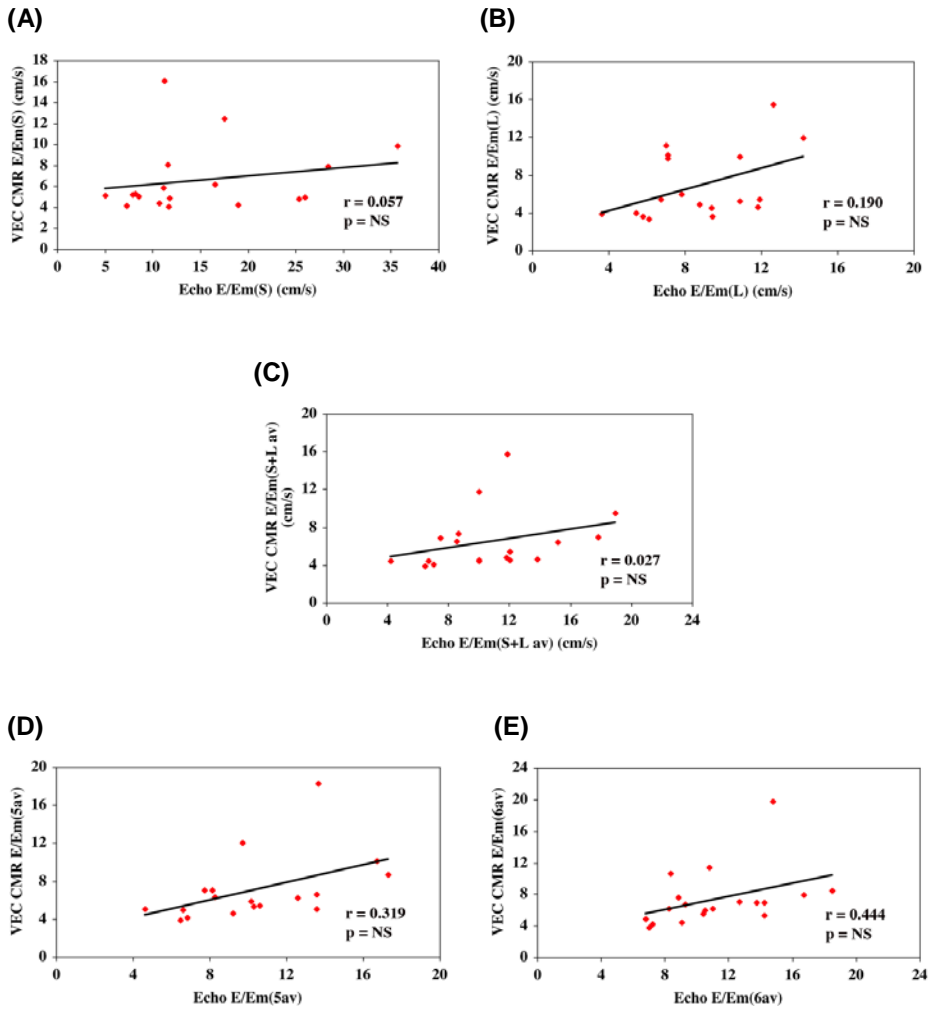 (A)
VEC CMR E/Em(S) (cm/s)
18
16
14
12
10
8
6
4
2
0
0
5
10
15
20
25
30
35
40
r = 0.057
p = NS
Echo E/Em(S) (cm/s)
(B)
VEC CMR E/Em(L) (cm/s)
20
16
12
8
4
0
0
4
8
12
16
20
r = 0.190
p = NS
Echo E/Em(L) (cm/s)
(C)
VEC CMR E/Em(S+L av)
(cm/s)
20
16
12
8
4
0
0
4
8
12
16
20
24
r = 0.027
p = NS
Echo E/Em(S+L av) (cm/s)
(D)
VEC CMR E/Em(5av)
20
16
12
8
4
0
0
4
8
12
16
20
r = 0.319
p = NS
Echo E/Em(5av)
(E)
VEC CMR E/Em(6av)
24
20
16
12
8
4
0
0
4
8
12
16
20
24
r = 0.444
p = NS
Echo E/Em(6av)